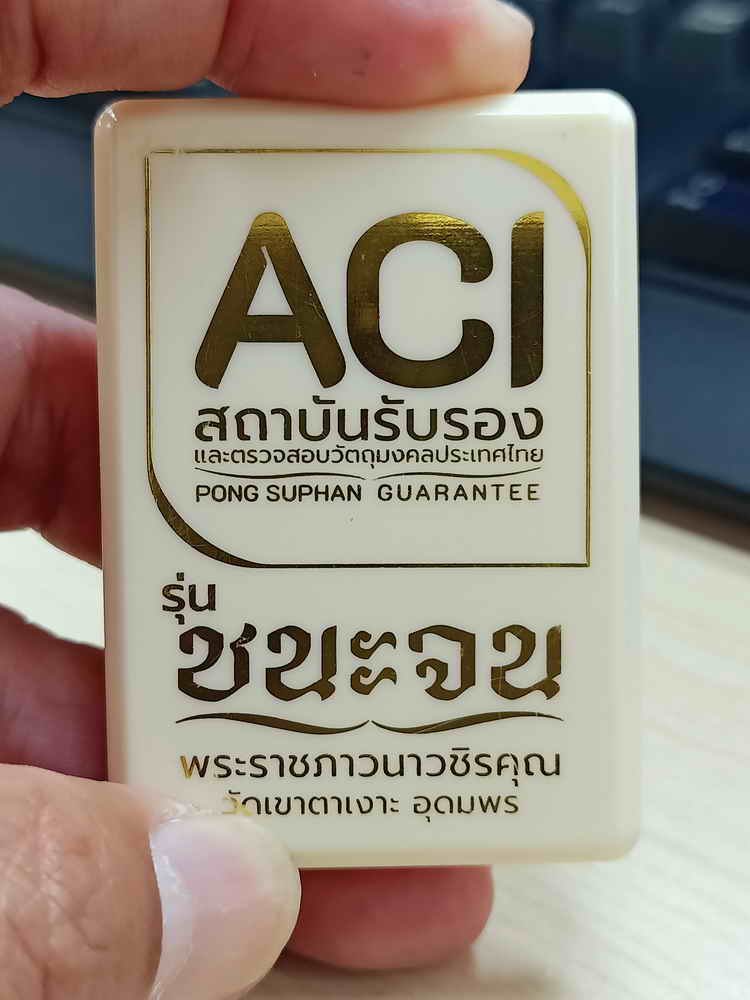 ACI
สถาบันรับรอง
และตรวจสอบวัตถุมงคลประเทศไทย
PONG SUPHAN GUARANTEE
รุ่น
ชนะจน
พระราชภาวนาวชิรคุณ
วัดเขาตาเงาะ อุดมพร